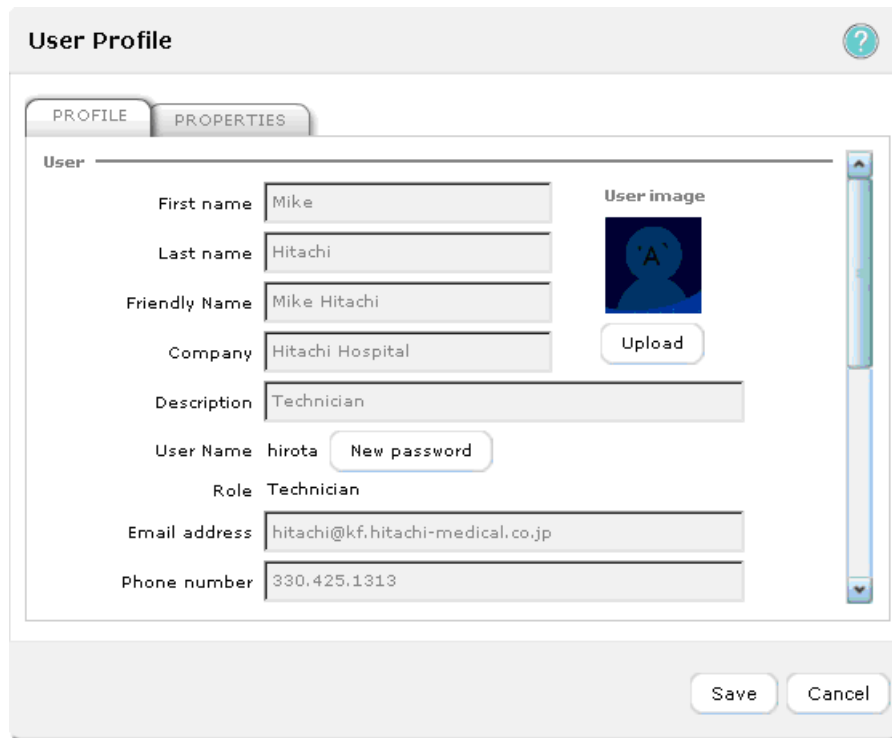 User Profile
?
PROFILE
PROPERTIES
User
First name Mike
User image
Last name Hitachi
'A'
Friendly Name Mike Hitachi
Company Hitachi Hospital
Upload
Description Technician
User Name hirota New password
Role Technician
Email address hitachi@kf.hitachi-medical.co.jp
Phone number 330.425.1313
Save Cancel